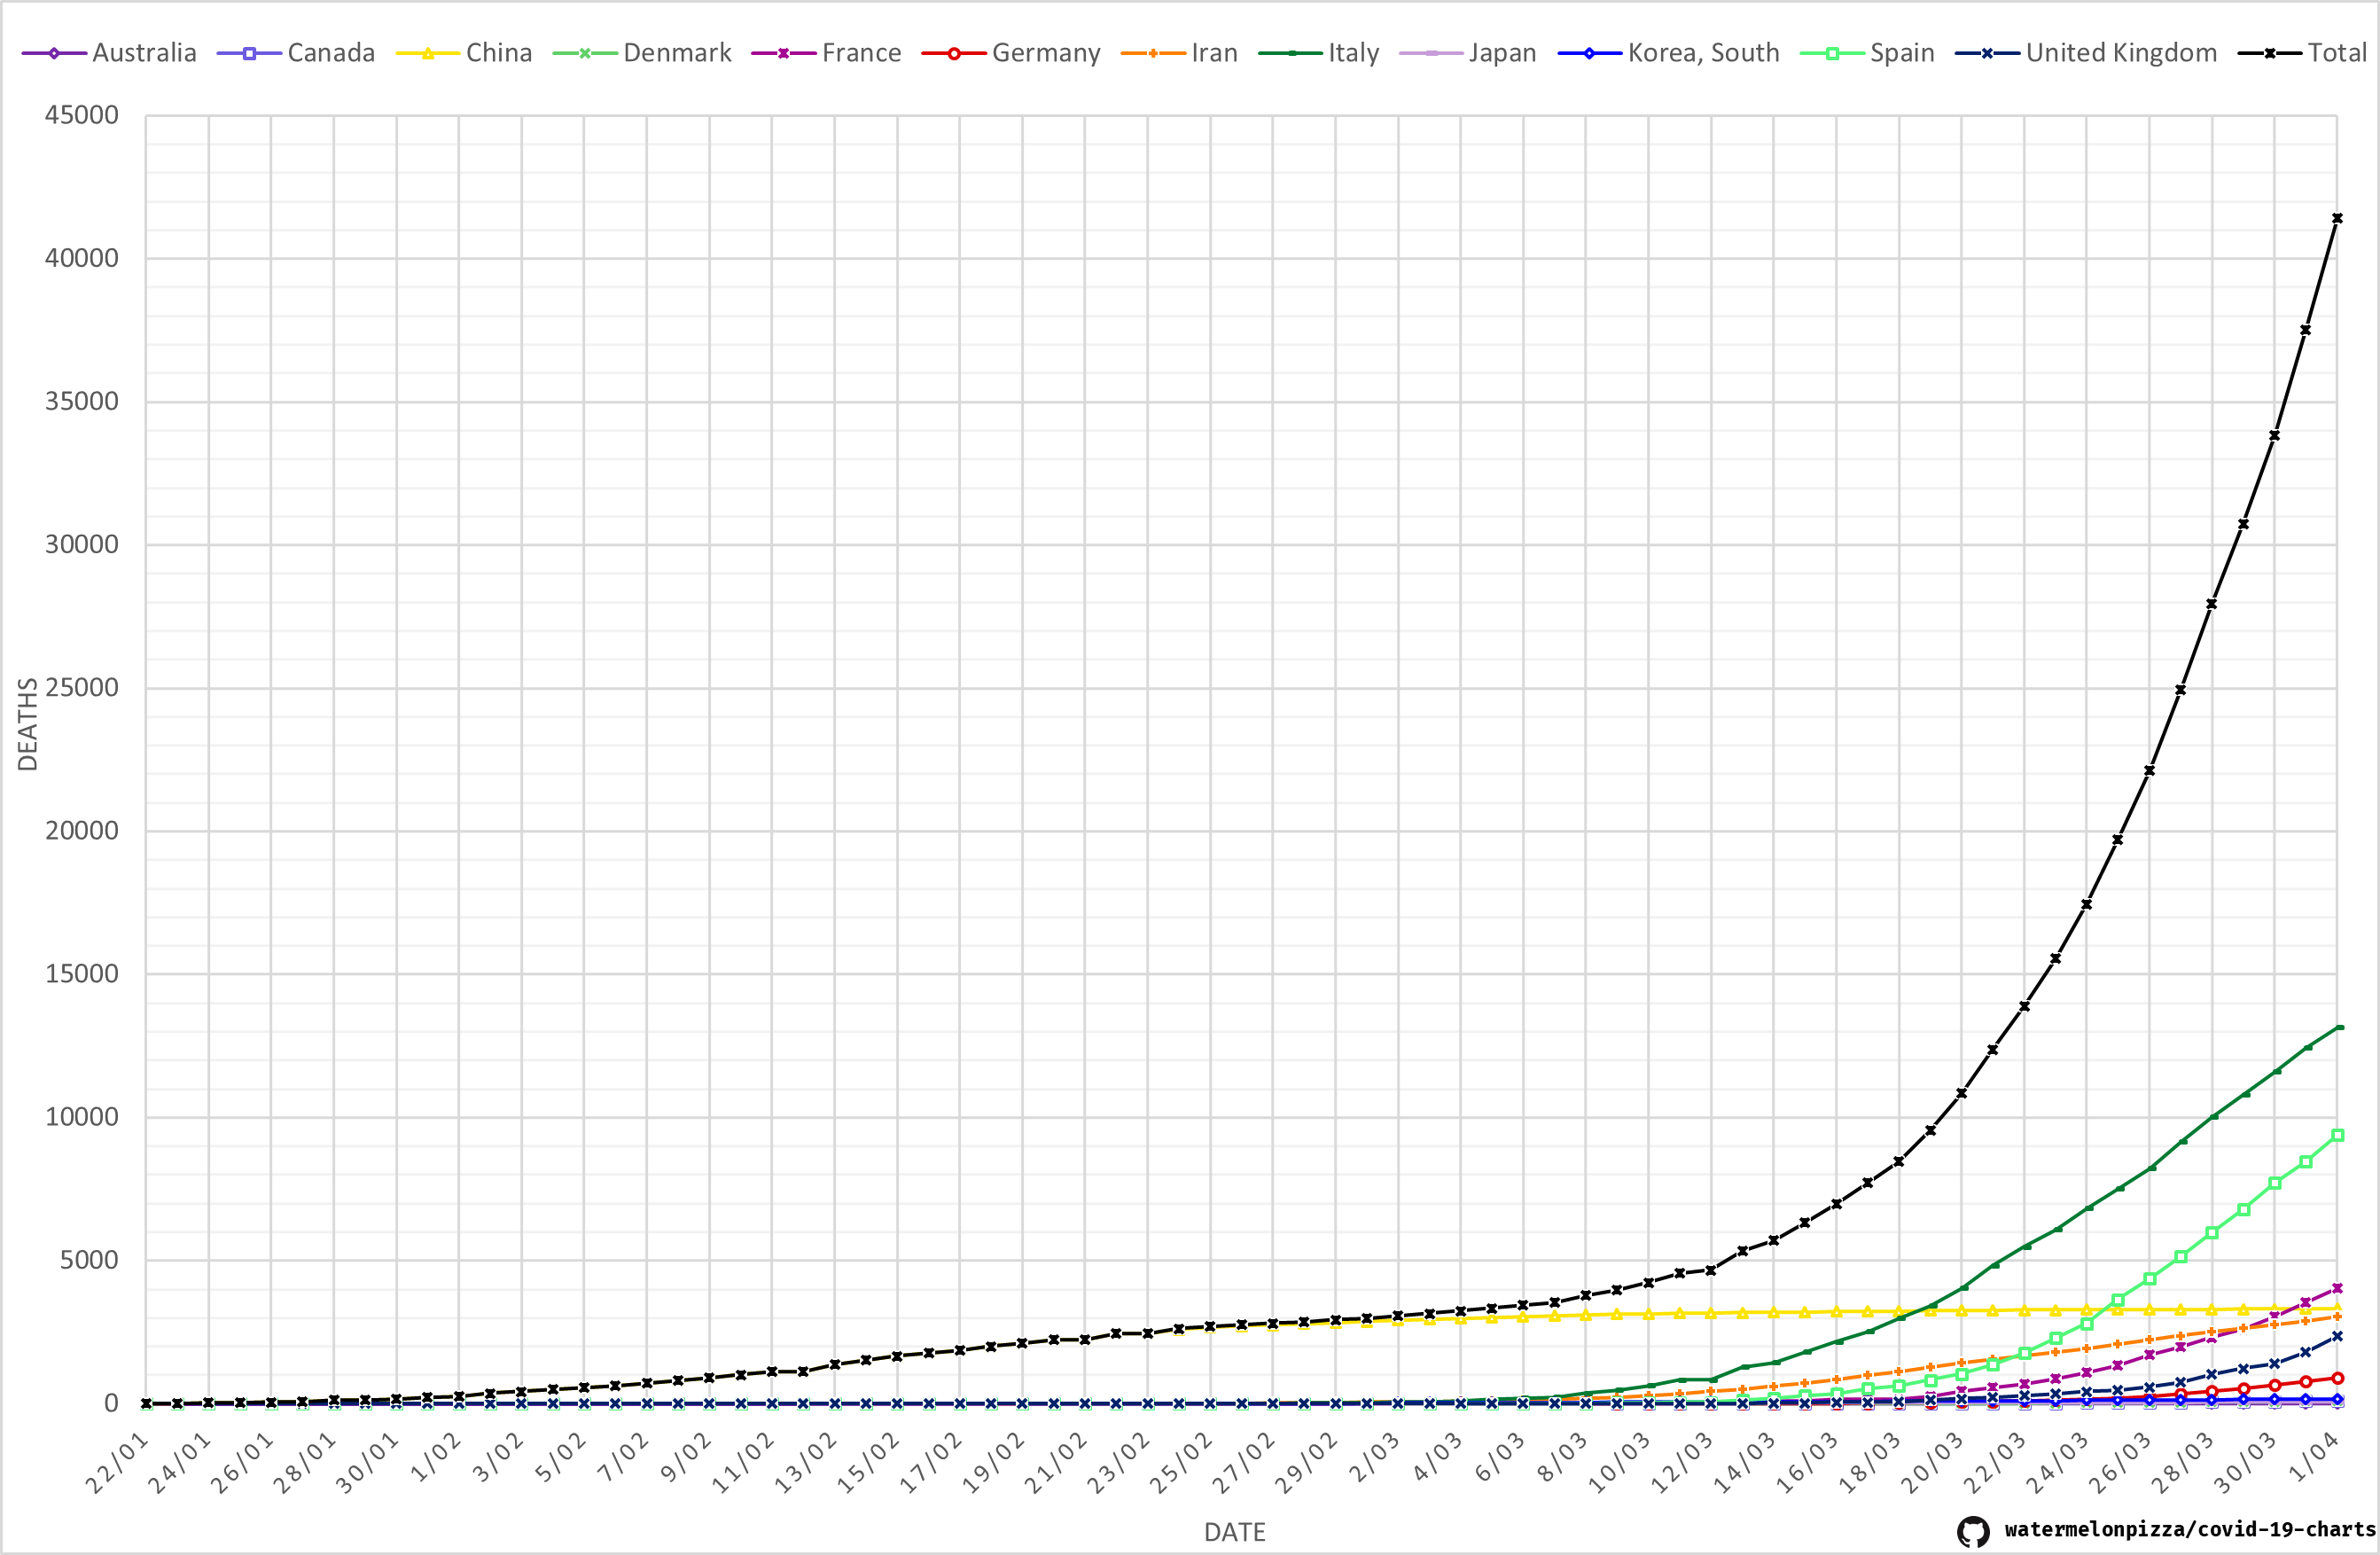 Australia Canada China Denmark France Germany Iran Italy Japan Korea, South Spain United Kingdom Total
45000
40000
35000
30000
25000
20000
15000
10000
5000
0
DEATHS
22/01 24/01 26/01 28/01 30/01 1/02 3/02 5/02 7/02 9/02 11/02 13/02 15/02 17/02 19/02 21/02 23/02 25/02 27/02 29/02 2/03 4/03 6/03 8/03 10/03 12/03 14/03 16/03 18/03 20/03 22/03 24/03 26/03 28/03 30/03 1/04
DATE
watermelonpizza/covid-19-charts